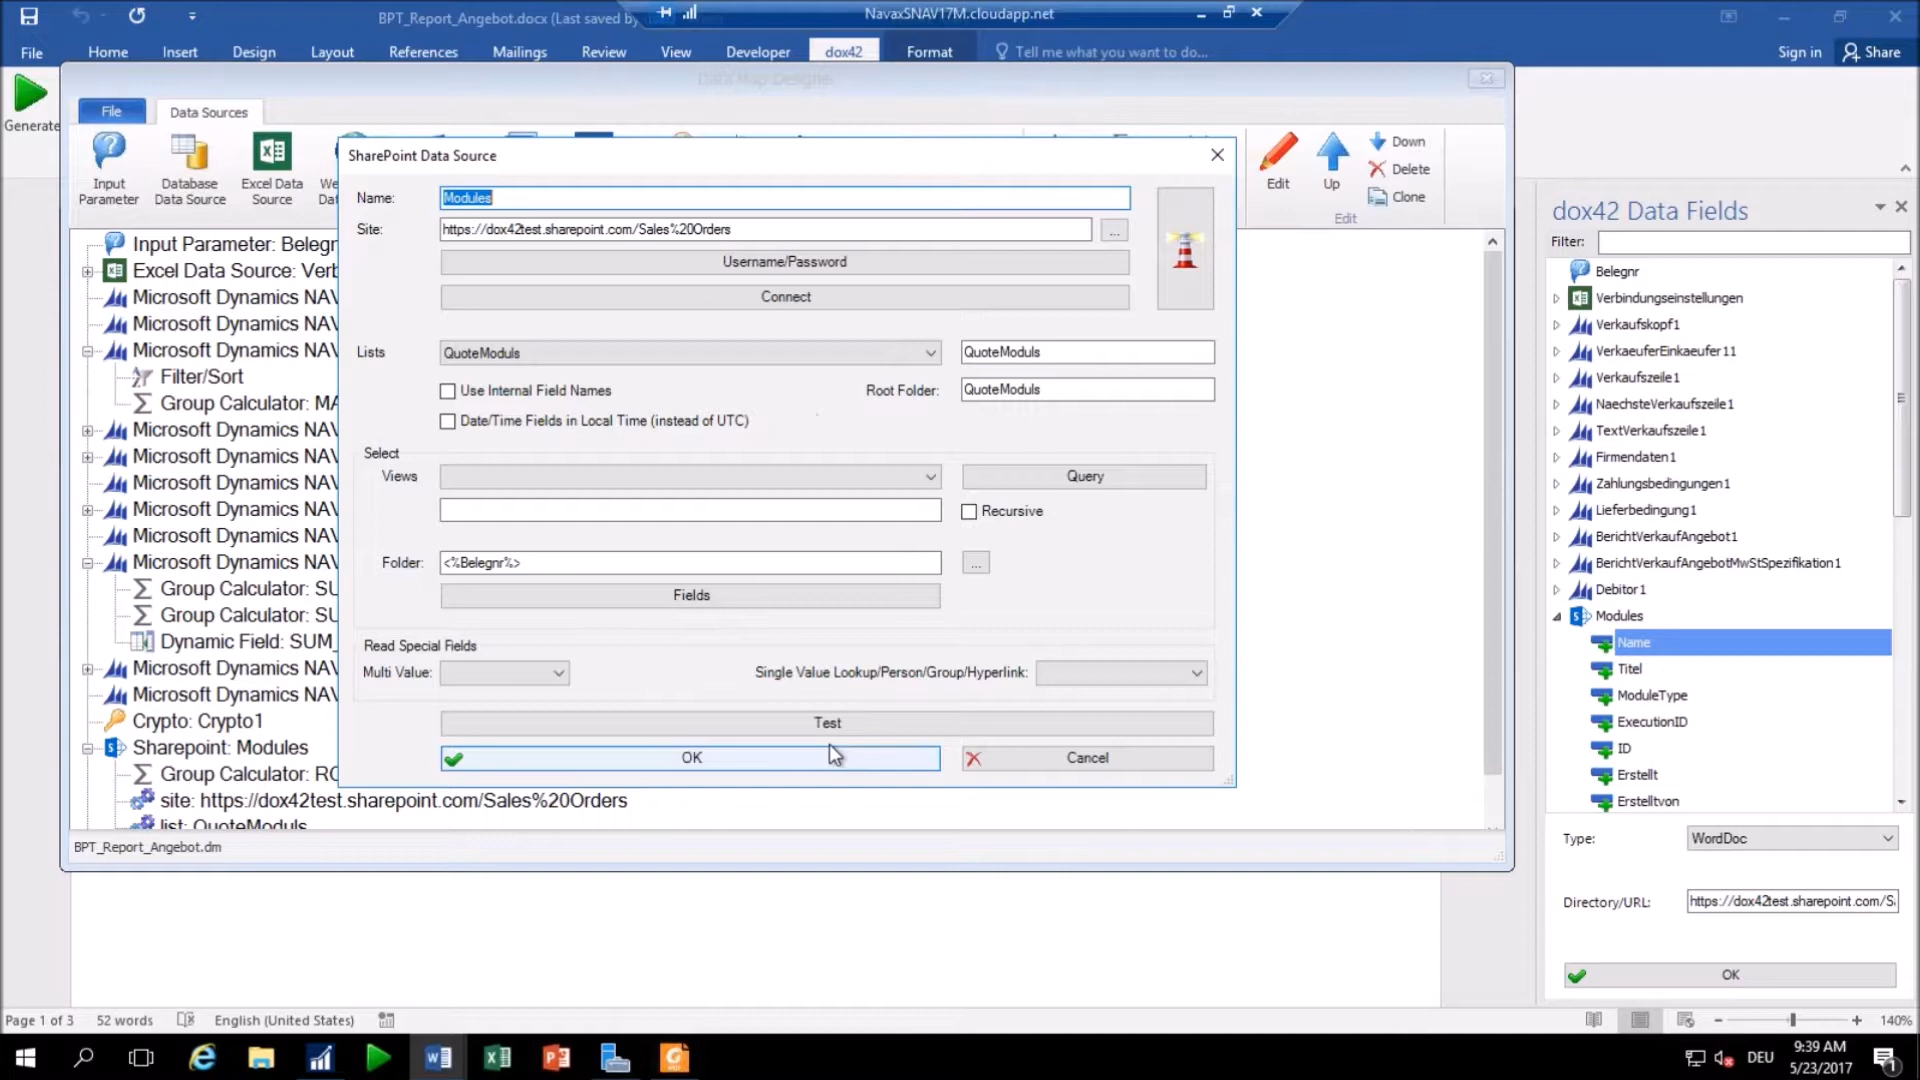 BPT_Report_Angebot.docx (Last saved by
NavaxSNAV17M.cloudapp.net
File
Home
Insert
Design
Layout
References
Mailings
Review
View
Developer
dox42
Format
Tell me what you want to do...
Sign in
Share
Generate
Data Map Designer
File
Data Sources
Input
Parameter
Database
Data Source
Excel Data
Source
Edit
Up
Down
Delete
Clone
Edit
Input Parameter: Belegnr
Excel Data Source: Verb
Microsoft Dynamics NAV
Microsoft Dynamics NAV
Microsoft Dynamics NAV
Filter/Sort
Group Calculator: MA
Microsoft Dynamics NAV
Microsoft Dynamics NAV
Microsoft Dynamics NAV
Microsoft Dynamics NAV
Microsoft Dynamics NAV
Microsoft Dynamics NAV
Group Calculator: SU
Group Calculator: SU
Dynamic Field: SUM_
Microsoft Dynamics NAV
Microsoft Dynamics NAV
Crypto: Crypto1
Sharepoint: Modules
Group Calculator: RO
site: https://dox42test.sharepoint.com/Sales%20Orders
list: QuoteModuls
BPT_Report_Angebot.dm
SharePoint Data Source
Name:
Modules
Site:
https://dox42test.sharepoint.com/Sales%20Orders
...
Username/Password
Connect
Lists
QuoteModuls
QuoteModuls
Use Internal Field Names
Root Folder:
QuoteModuls
Date/Time Fields in Local Time (instead of UTC)
Select
Views
Query
Recursive
Folder:
<%Belegnr%>
...
Fields
Read Special Fields
Multi Value:
Single Value Lookup/Person/Group/Hyperlink:
Test
OK
Cancel
dox42 Data Fields
Filter:
Belegnr
Verbindungseinstellungen
Verkaufskopf1
VerkaeuferEinkaeufer11
Verkaufszeile1
NaechsteVerkaufszeile1
TextVerkaufszeile1
Firmendaten1
Zahlungsbedingungen1
Lieferbedingung1
BerichtVerkaufAngebot1
BerichtVerkaufAngebotMwStSpezifikation1
Debitor1
Modules
Name
Titel
ModuleType
ExecutionID
ID
Erstellt
Erstelltvon
Type:
WordDoc
Directory/URL:
https://dox42test.sharepoint.com/S
OK
Page 1 of 3
52 words
English (United States)
140%
DEU
9:39 AM
5/23/2017
1